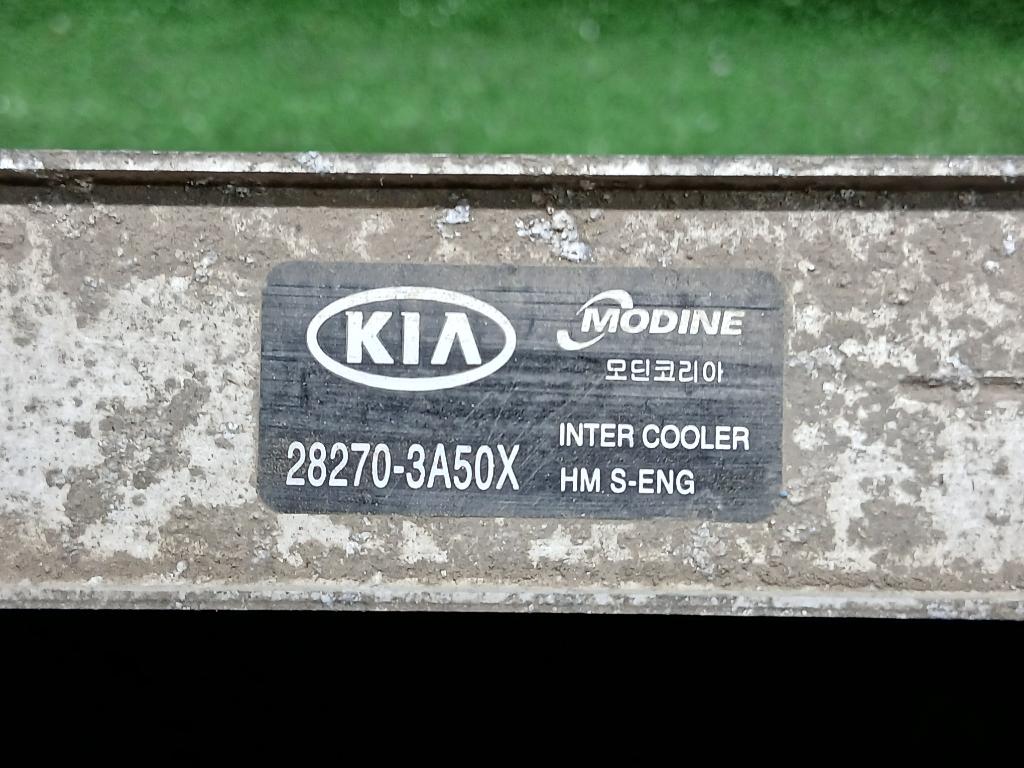 KIA
MODINE
모딘코리아
28270-3A50X
INTER COOLER
HM S-ENG